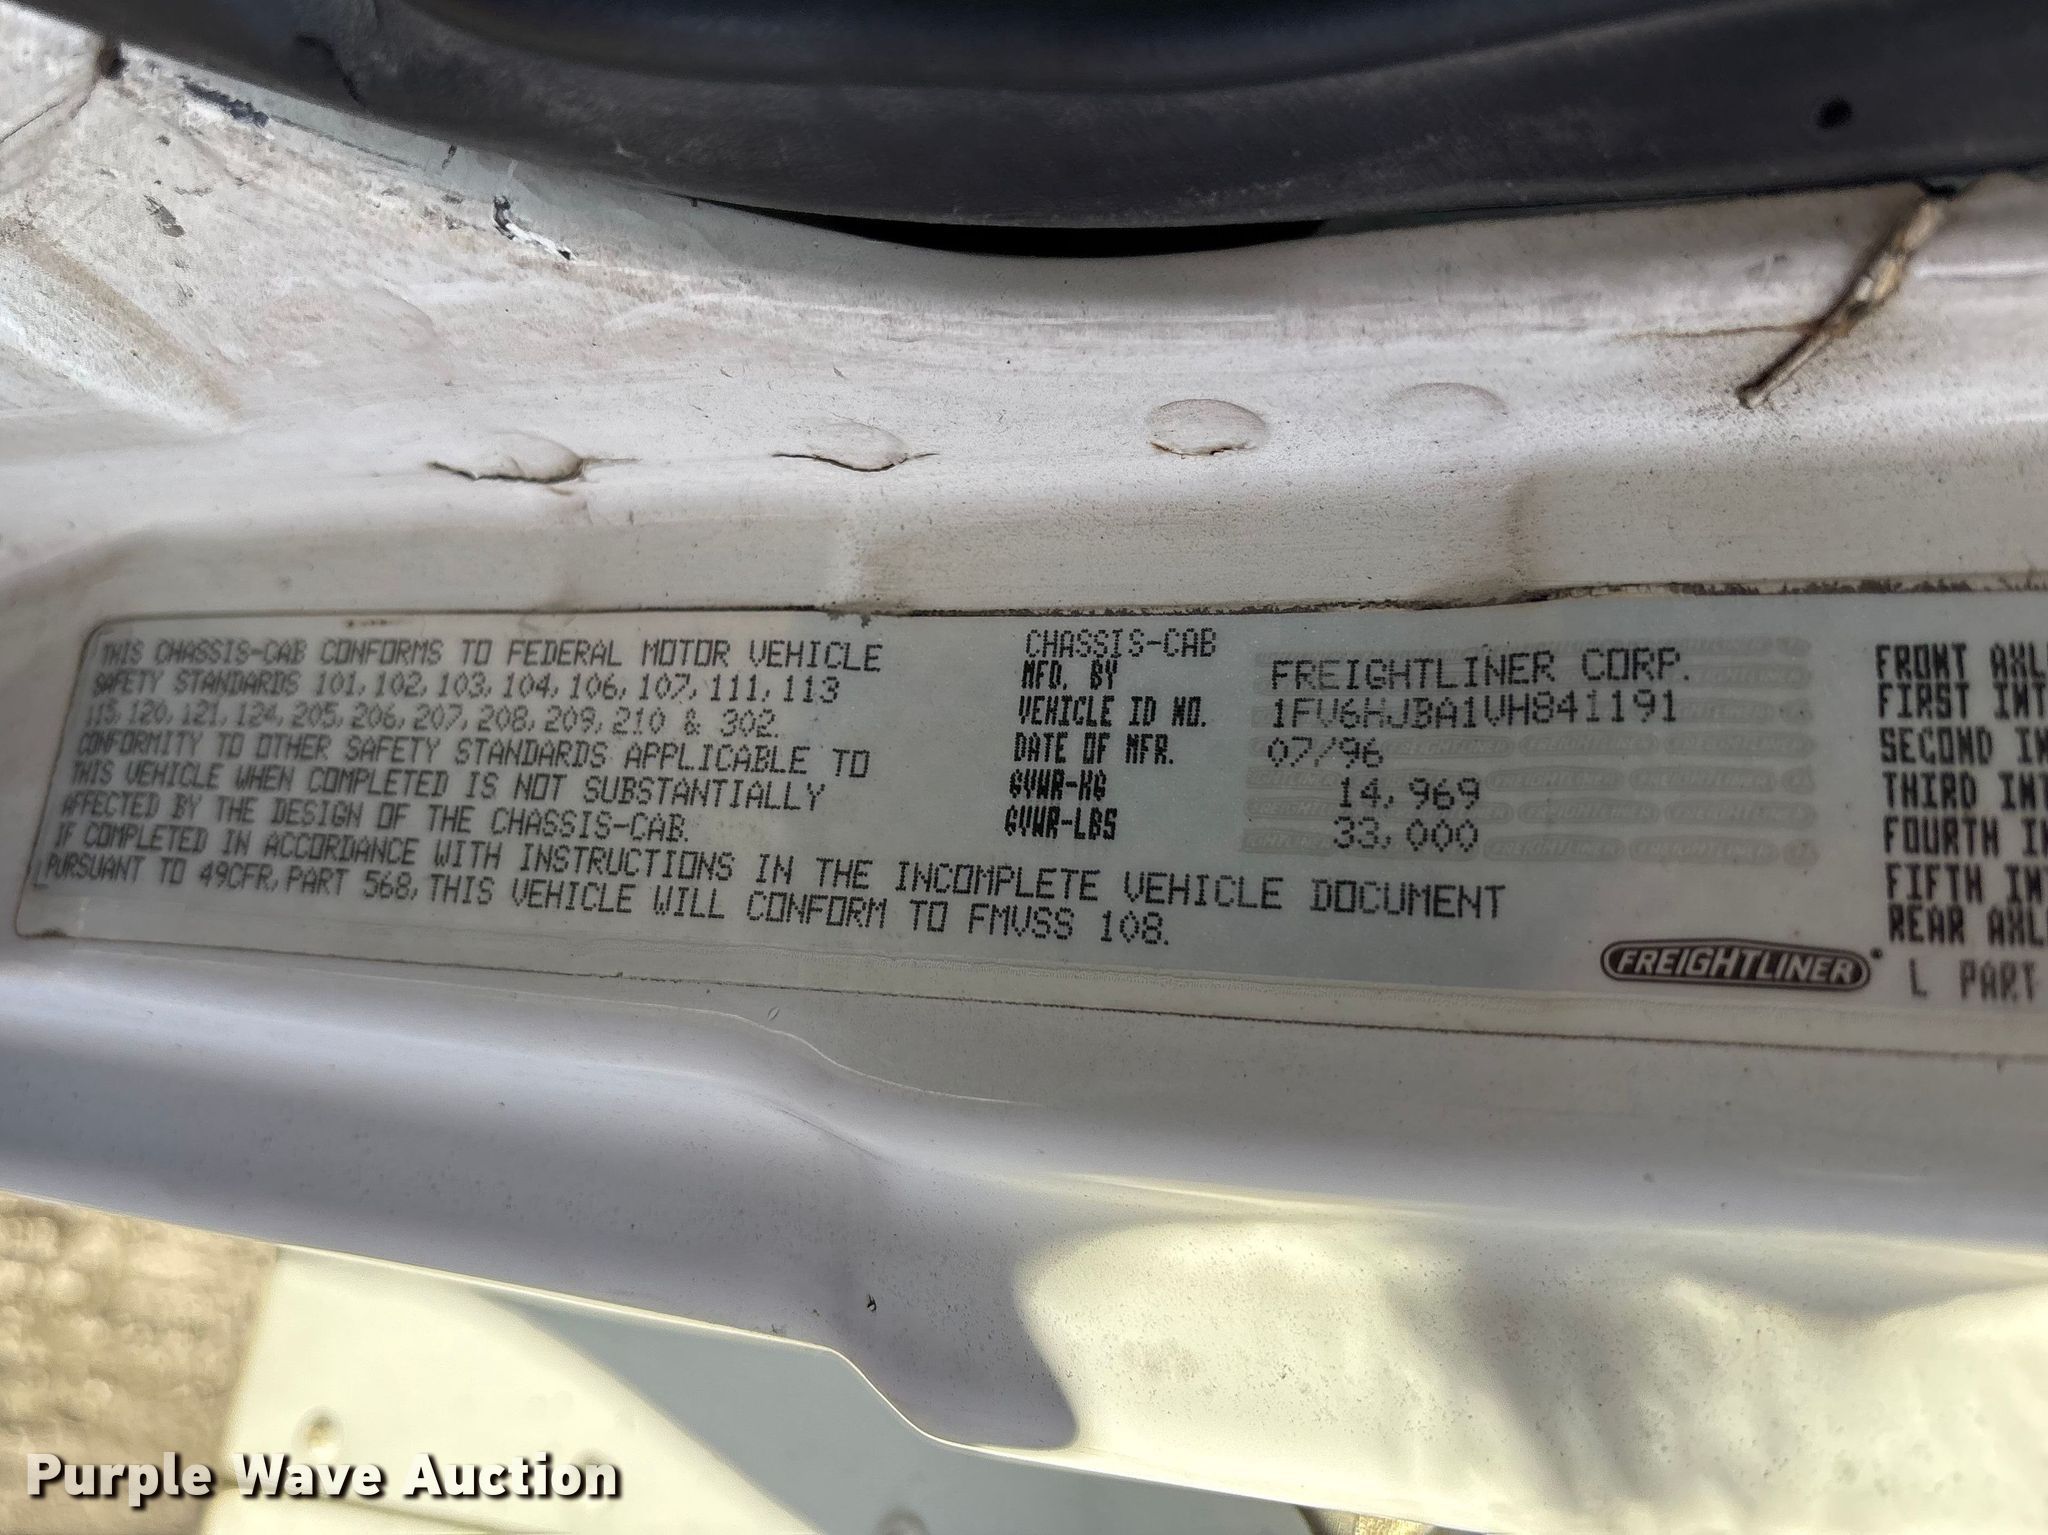 THIS CHASSIS-CAB CONFORMS TO FEDERAL MOTOR VEHICLE
SAFETY STANDARDS 101, 102, 103, 104, 106, 107, 111, 113
115, 120, 121, 124, 205, 206, 207, 208, 209, 210 & 302.
CONFORMITY TO OTHER SAFETY STANDARDS APPLICABLE TO
THIS VEHICLE WHEN COMPLETED IS NOT SUBSTANTIALLY
AFFECTED BY THE DESIGN OF THE CHASSIS-CAB.
IF COMPLETED IN ACCORDANCE WITH INSTRUCTIONS IN THE INCOMPLETE VEHICLE DOCUMENT
PURSUANT TO 49CFR, PART 568, THIS VEHICLE WILL CONFORM TO FMVSS 108.
CHASSIS-CAB
MFD. BY FREIGHTLINER CORP.
VEHICLE ID NO. 1FV6HJBA1VH841191
DATE OF MFR. 07/96
GVWR-KG 14,969
GVWR-LBS 33,000
FREIGHTLINER
FRONT AXL
FIRST INT
SECOND IN
THIRD INT
FOURTH IN
FIFTH INT
REAR AXL
L PART
Purple Wave Auction